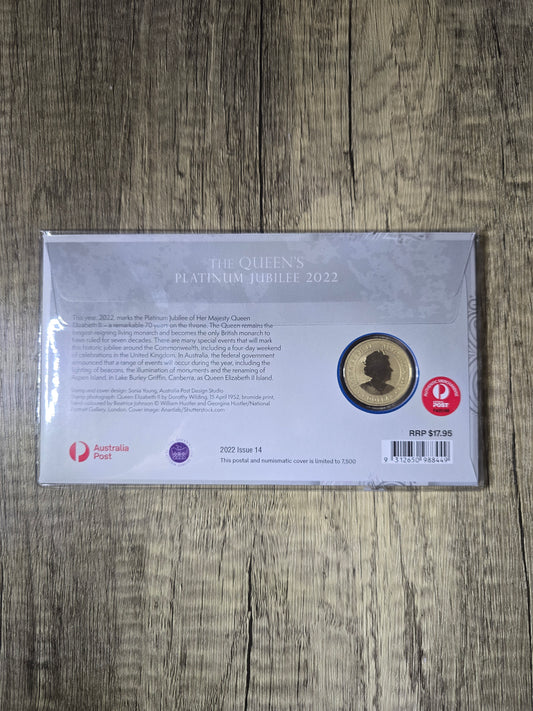 THE QUEEN'S
PLATINUM JUBILEE 2022
This year, 2022, marks the Platinum Jubilee of Her Majesty Queen
Elizabeth II – a remarkable 70 years on the throne. The Queen remains the
longest-reigning living monarch and becomes the only British monarch to
have ruled for seven decades. There are many special events that will mark
this historic jubilee around the Commonwealth, including a four-day weekend
of celebrations in the United Kingdom. In Australia, the federal government
announced that a range of events will occur during the year, including the
lighting of beacons, the illumination of monuments and the renaming of
Aspen Island, in Lake Burley Griffin, Canberra, as Queen Elizabeth II Island.
Stamp and cover design: Sonia Young, Australia Post Design Studio.
Stamp photograph: Queen Elizabeth II by Dorothy Wilding, 15 April 1952, bromide print,
hand-coloured by Beatrice Johnson © William Hustler and Georgina Hustler/National
Portrait Gallery, London. Cover image:
Shutterstock.com
POST
RRP $17.95
Australia
Post
2022 Issue 14
This postal and numismatic cover is limited to 7,500
9 312650 988449